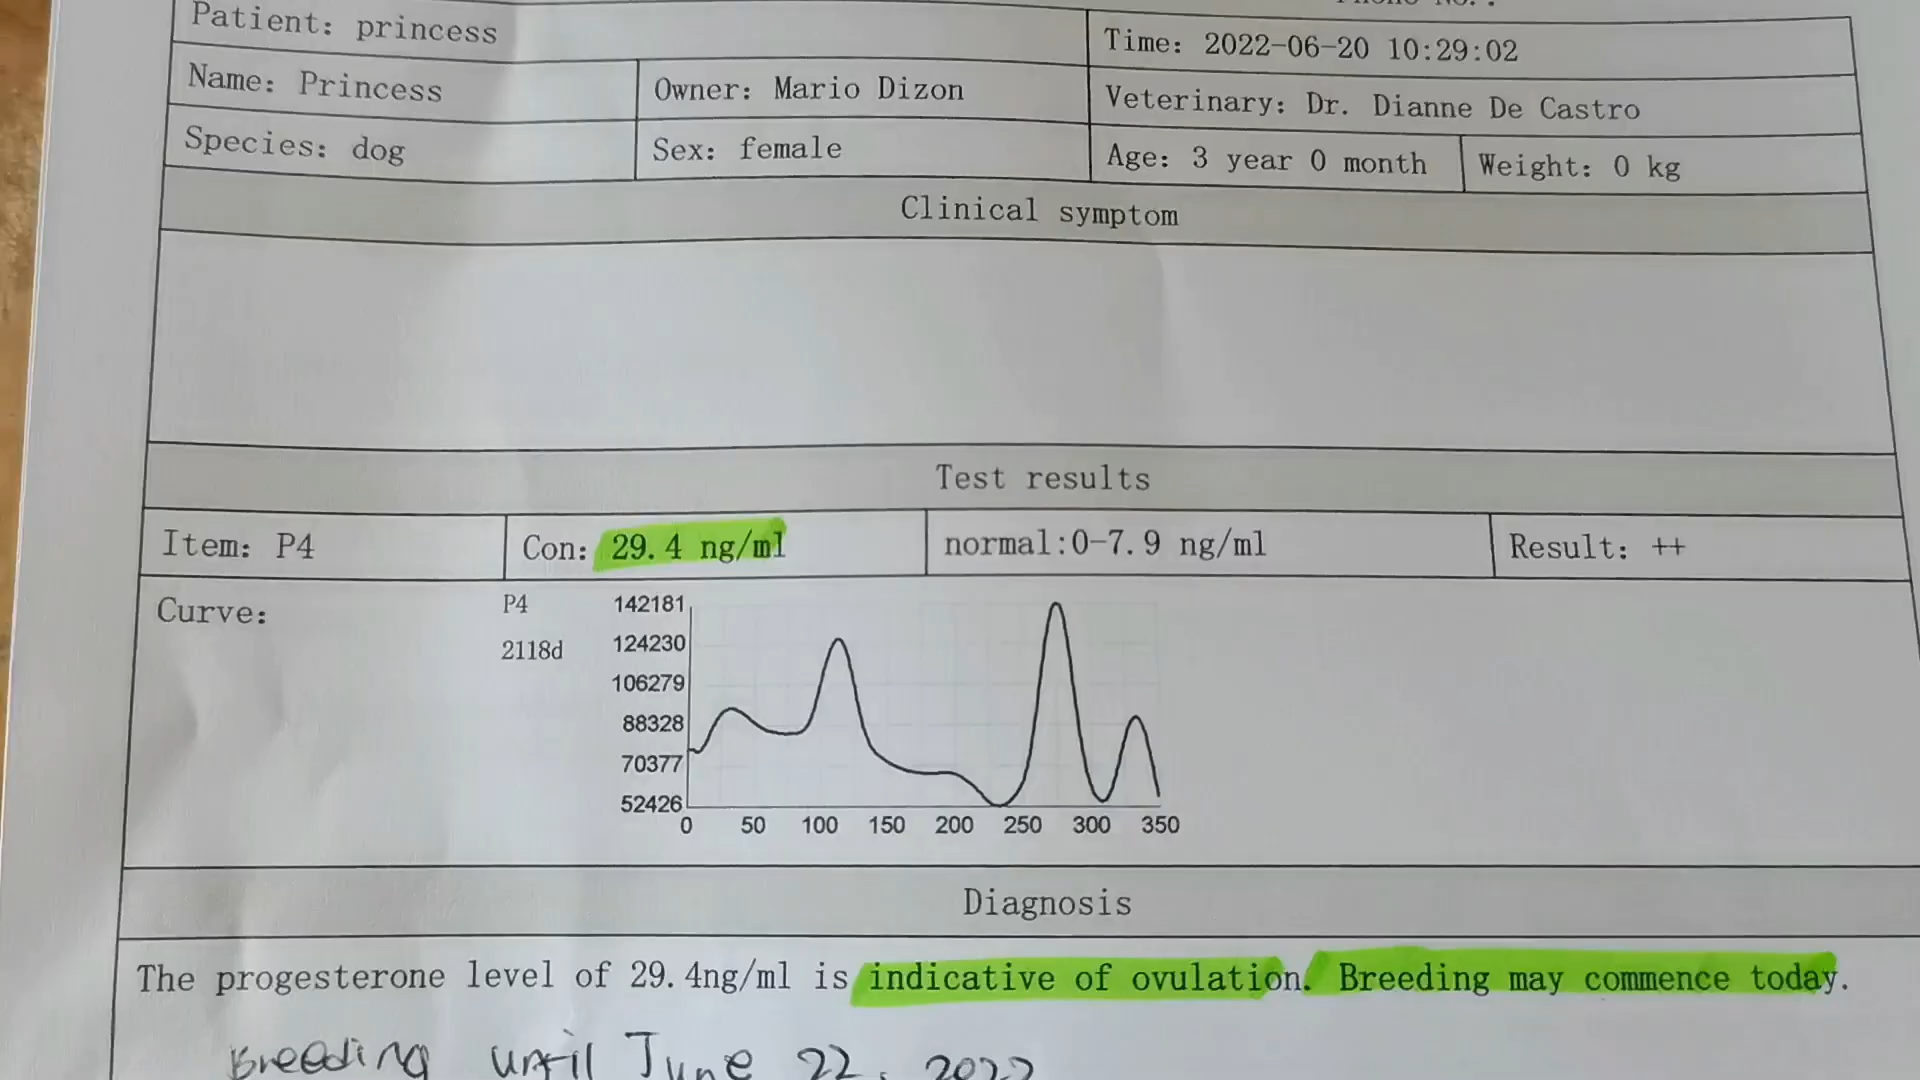 Patient: princess
Time: 2022-06-20 10:29:02
Name: Princess
Owner: Mario Dizon
Veterinary: Dr. Dianne De Castro
Species: dog
Sex: female
Age: 3 year 0 month
Weight: 0 kg
Clinical symptom
Test results
Item: P4
Con: 29.4 ng/ml
normal:0-7.9 ng/ml
Result: ++
Curve:
P4
2118d
142181
124230
106279
88328
70377
52426
0 50 100 150 200 250 300 350
Diagnosis
The progesterone level of 29.4ng/ml is indicative of ovulation. Breeding may commence today.
Breeding until June 22, 2022